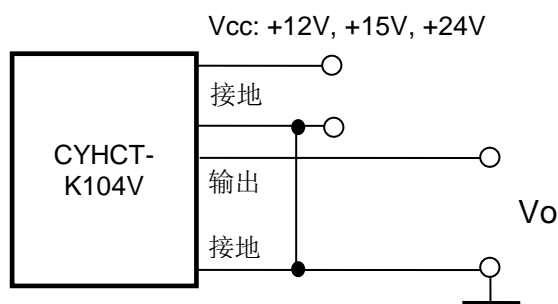 Vcc: +12V, +15V, +24V
接地
CYHCT-
K104V
输出
Vo
接地